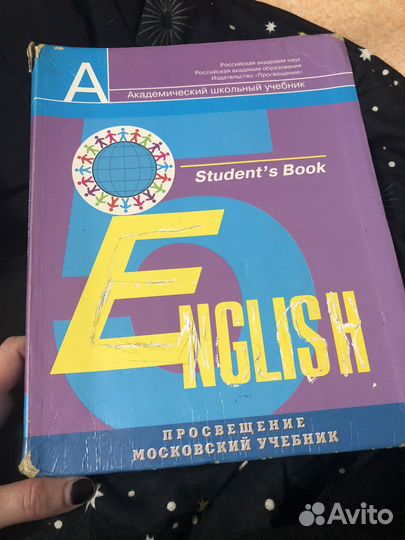 Российская академия наук
Российская академия образования
Издательство «Просвещение»
А
Академический школьный учебник
5
Student's Book
ENGLISH
ПРОСВЕЩЕНИЕ
МОСКОВСКИЙ УЧЕБНИК
Avito